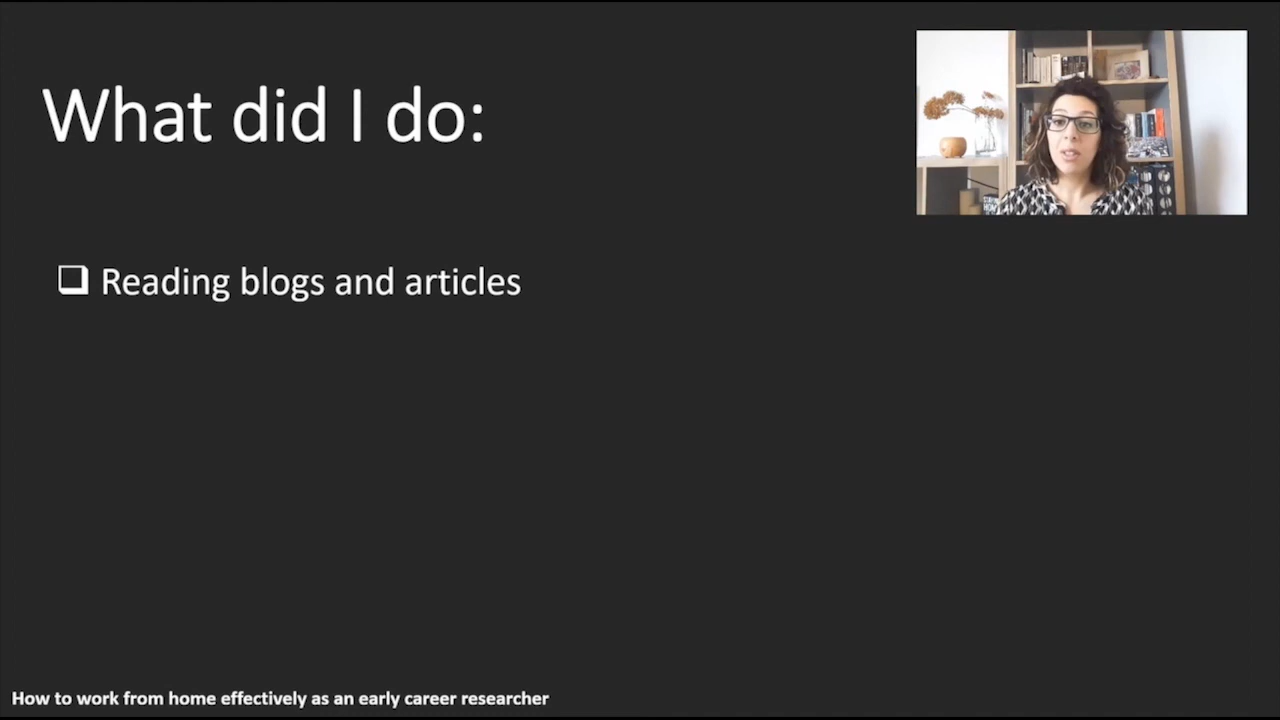 What did I do:
❑ Reading blogs and articles
How to work from home effectively as an early career researcher